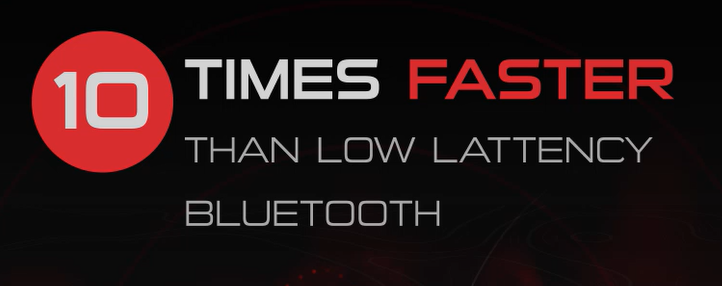 10 TIMES FASTER
THAN LOW LATTENCY
BLUETOOTH